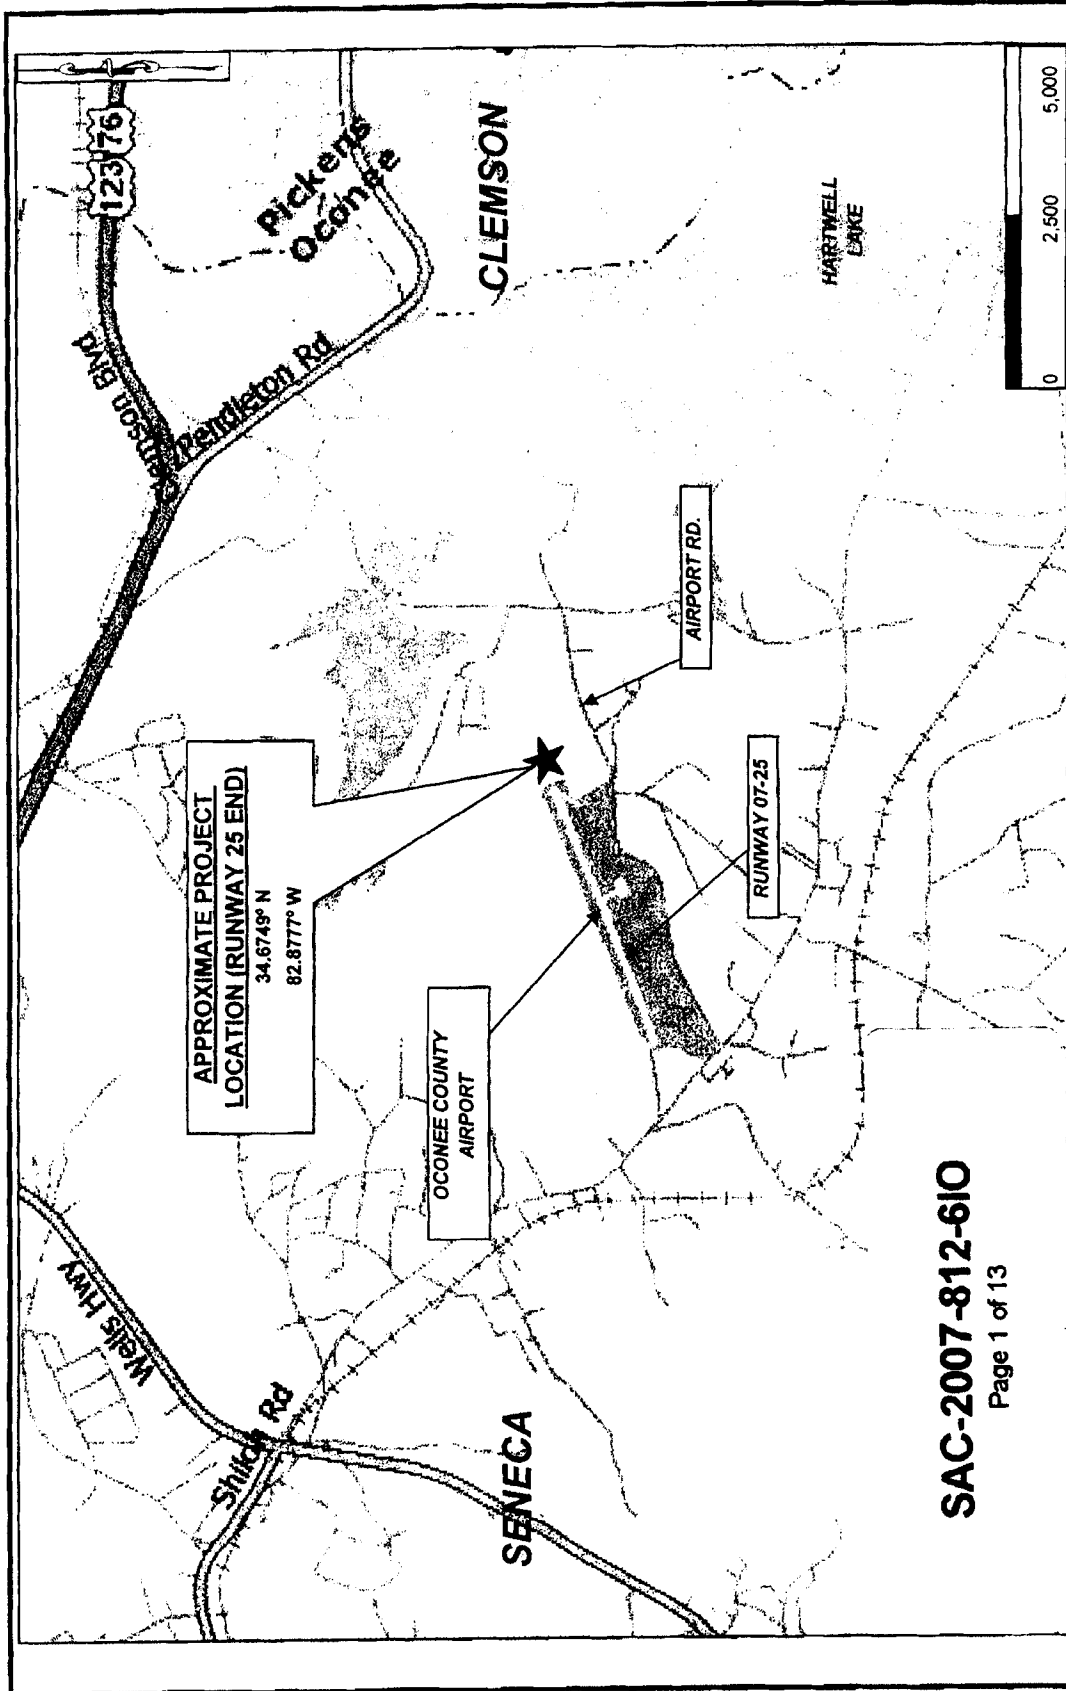 123
76
Clemson Blvd
Pendleton Rd
Pickens
Oconee
CLEMSON
HARTWELL
LAKE
APPROXIMATE PROJECT
LOCATION (RUNWAY 25 END)
34.6749° N
82.8777° W
AIRPORT RD.
RUNWAY 07-25
OCONEE COUNTY
AIRPORT
Wells Hwy
Shiloh Rd
SENECA
SAC-2007-812-6IO
Page 1 of 13
0
2,500
5,000